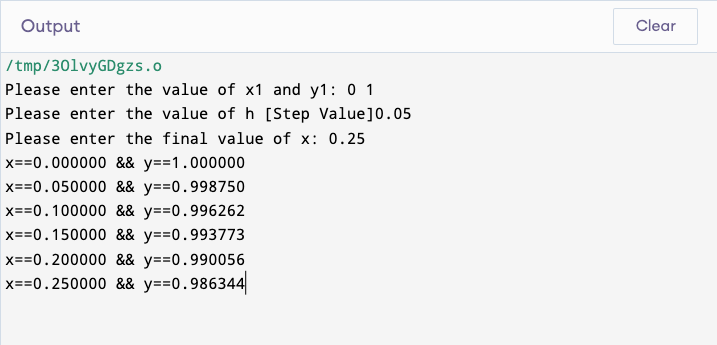 Output
Clear
/tmp/3OlvyGDgzs.o
Please enter the value of x1 and y1: 0 1
Please enter the value of h [Step Value]0.05
Please enter the final value of x: 0.25
x==0.000000 && y==1.000000
x==0.050000 && y==0.998750
x==0.100000 && y==0.996262
x==0.150000 && y==0.993773
x==0.200000 && y==0.990056
x==0.250000 && y==0.986344